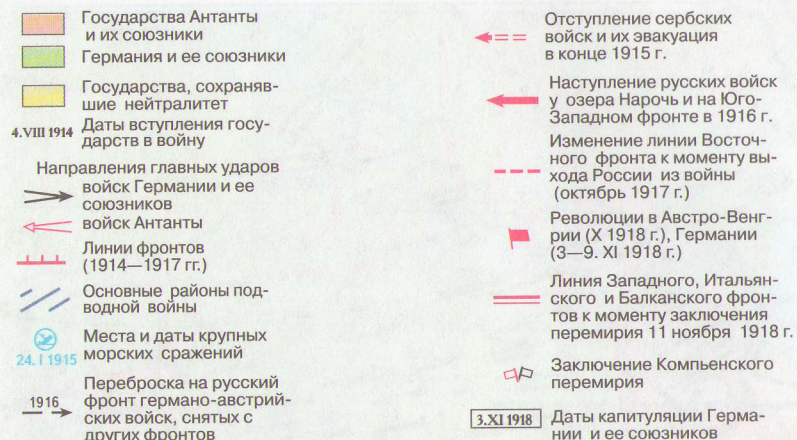 Государства Антанты
и их союзники
Германия и ее союзники
Государства, сохраняв-
шие нейтралитет
4.VIII 1914 Даты вступления госу-
дарств в войну
Направления главных ударов
войск Германии и ее
союзников
войск Антанты
Линии фронтов
(1914—1917 гг.)
Основные районы под-
водной войны
Места и даты крупных
24. I 1915 морских сражений
Переброска на русский
1916 фронт германо-австрий-
ских войск, снятых с
других фронтов
Отступление сербских
войск и их эвакуация
в конце 1915 г.
Наступление русских войск
у озера Нарочь и на Юго-
Западном фронте в 1916 г.
Изменение линии Восточ-
ного фронта к моменту вы-
хода России из войны
(октябрь 1917 г.)
Революции в Австро-Венг-
рии (X 1918 г.), Германии
(3—9. XI 1918 г.)
Линия Западного, Итальян-
ского и Балканского фрон-
тов к моменту заключения
перемирия 11 ноября 1918 г.
Заключение Компьенского
перемирия
3.XI 1918 Даты капитуляции Герма-
нии и ее союзников